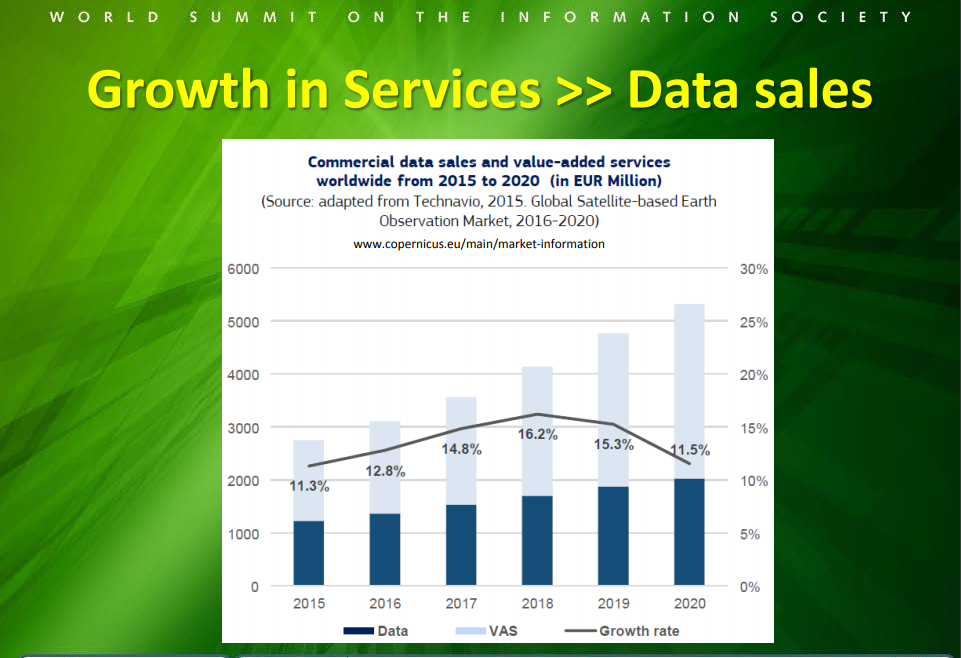 WORLD SUMMIT ON THE INFORMATION SOCIETY
Growth in Services >> Data sales
Commercial data sales and value-added services
worldwide from 2015 to 2020 (in EUR Million)
(Source: adapted from Technavio, 2015. Global Satellite-based Earth
Observation Market, 2016-2020)
www.copernicus.eu/main/market-information
6000 30%
5000 25%
4000 20%
3000 15%
16.2%
15.3%
14.8%
11.5%
12.8%
2000 10%
11.3%
1000 5%
0 0%
2015 2016 2017 2018 2019 2020
Data VAS Growth rate